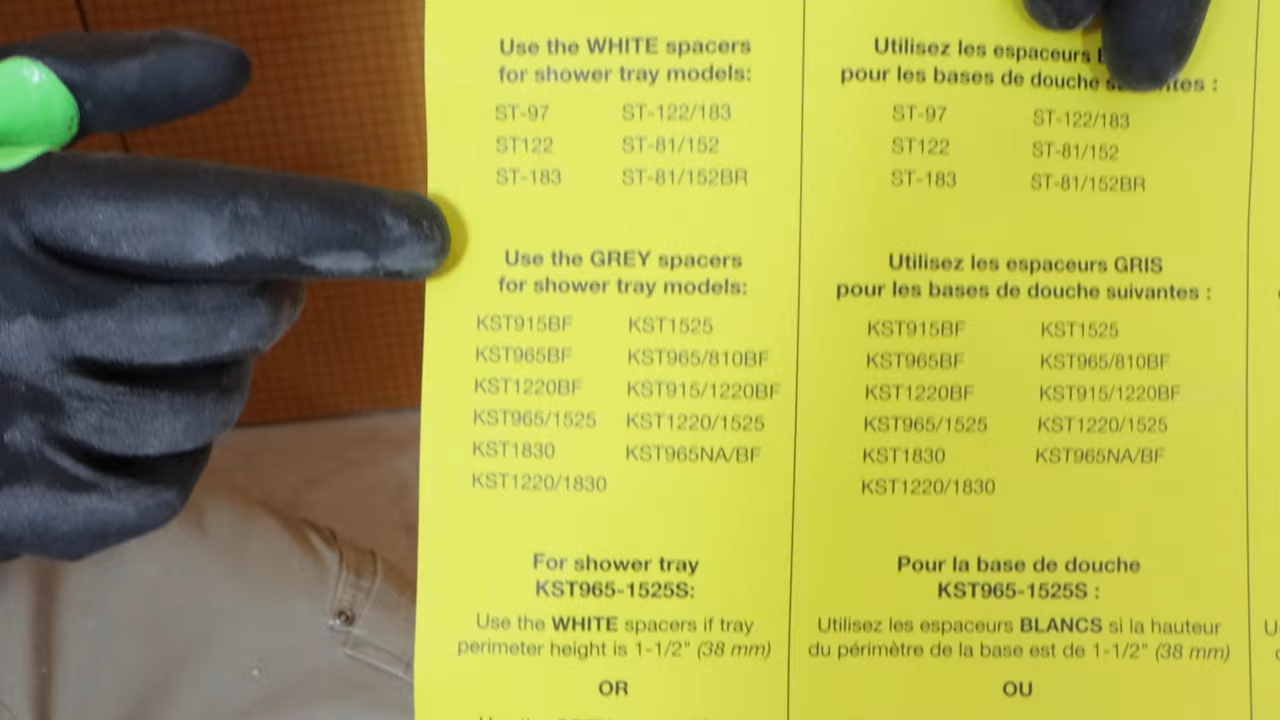 Use the WHITE spacers
for shower tray models:
ST-97 ST-122/183
ST122 ST-81/152
ST-183 ST-81/152BR
Use the GREY spacers
for shower tray models:
KST915BF KST1525
KST965BF KST965/810BF
KST1220BF KST915/1220BF
KST965/1525 KST1220/1525
KST1830 KST965NA/BF
KST1220/1830
For shower tray
KST965-1525S:
Use the WHITE spacers if tray
perimeter height is 1-1/2" (38 mm)
OR
Utilisez les espaceurs
pour les bases de douche :
ST-97 ST-122/183
ST122 ST-81/152
ST-183 ST-81/152BR
Utilisez les espaceurs GRIS
pour les bases de douche suivantes :
KST915BF KST1525
KST965BF KST965/810BF
KST1220BF KST915/1220BF
KST965/1525 KST1220/1525
KST1830 KST965NA/BF
KST1220/1830
Pour la base de douche
KST965-1525S :
Utilisez les espaceurs BLANCS si la hauteur
du périmètre de la base est de 1-1/2" (38 mm)
OU